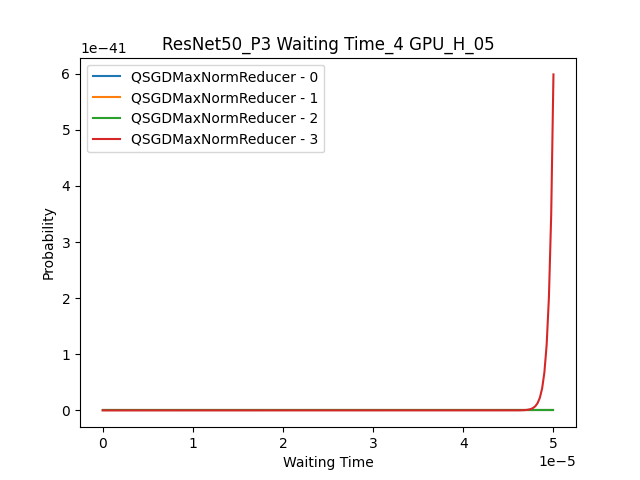 ResNet50_P3 Waiting Time_4 GPU_H_05
1e−41
QSGDMaxNormReducer - 0
QSGDMaxNormReducer - 1
QSGDMaxNormReducer - 2
QSGDMaxNormReducer - 3
6
5
4
3
2
1
0
Probability
0 1 2 3 4 5
1e−5
Waiting Time